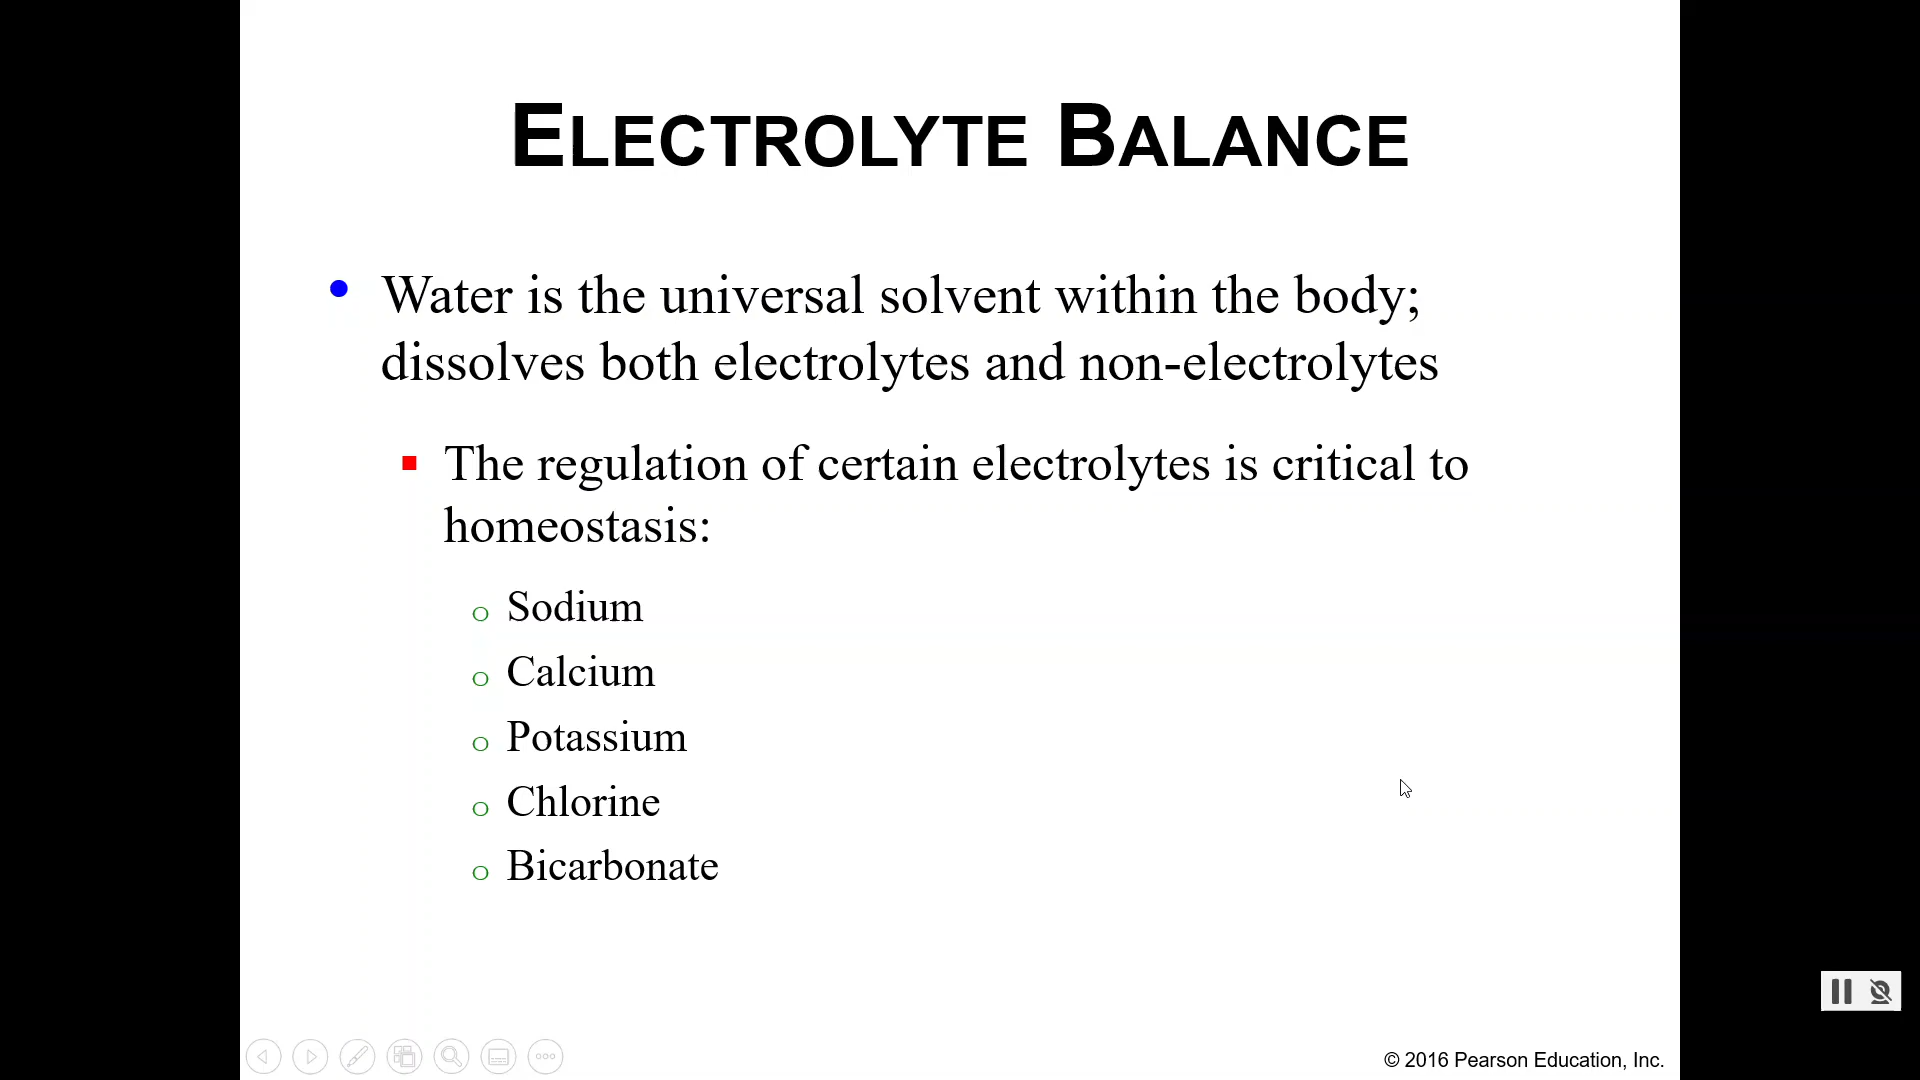 ELECTROLYTE BALANCE
• Water is the universal solvent within the body;
dissolves both electrolytes and non-electrolytes
▪ The regulation of certain electrolytes is critical to
homeostasis:
o Sodium
o Calcium
o Potassium
o Chlorine
o Bicarbonate
© 2016 Pearson Education, Inc.